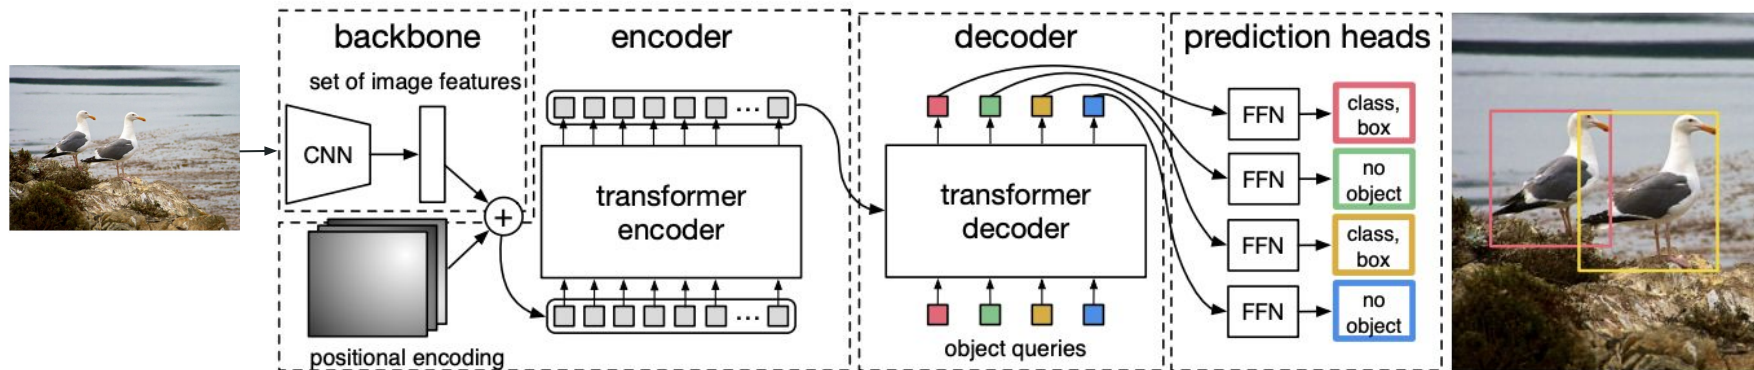 backbone
set of image features
CNN
+
positional encoding
encoder
...
transformer
encoder
...
decoder
transformer
decoder
object queries
prediction heads
FFN
class,
box
FFN
no
object
FFN
class,
box
FFN
no
object